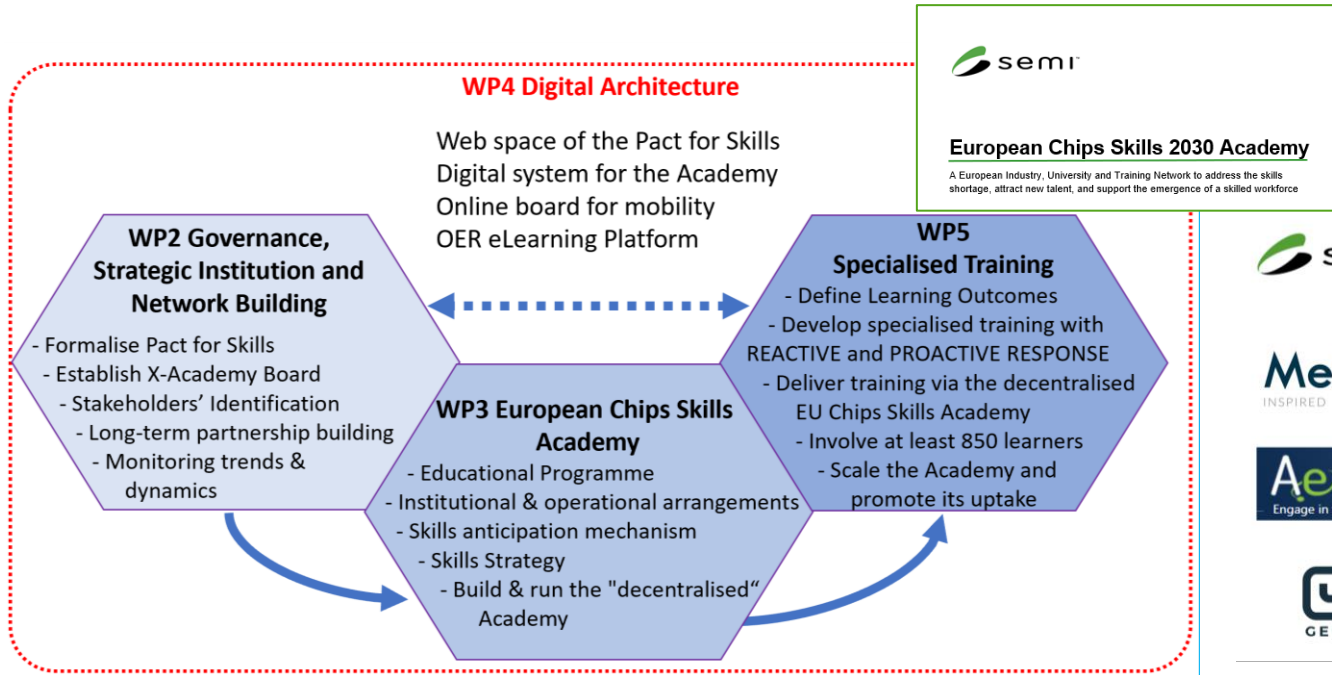 semi
European Chips Skills 2030 Academy
A European Industry, University and Training Network to address the skills
shortage, attract new talent, and support the emergence of a skilled workforce
WP4 Digital Architecture
Web space of the Pact for Skills
Digital system for the Academy
Online board for mobility
OER eLearning Platform
WP2 Governance,
Strategic Institution and
Network Building
- Formalise Pact for Skills
- Establish X-Academy Board
- Stakeholders’ Identification
- Long-term partnership building
- Monitoring trends &
dynamics
WP3 European Chips Skills
Academy
- Educational Programme
- Institutional & operational arrangements
- Skills anticipation mechanism
- Skills Strategy
- Build & run the "decentralised“
Academy
WP5
Specialised Training
- Define Learning Outcomes
- Develop specialised training with
REACTIVE and PROACTIVE RESPONSE
- Deliver training via the decentralised
EU Chips Skills Academy
- Involve at least 850 learners
- Scale the Academy and
promote its uptake
INSPIRED
Engage in